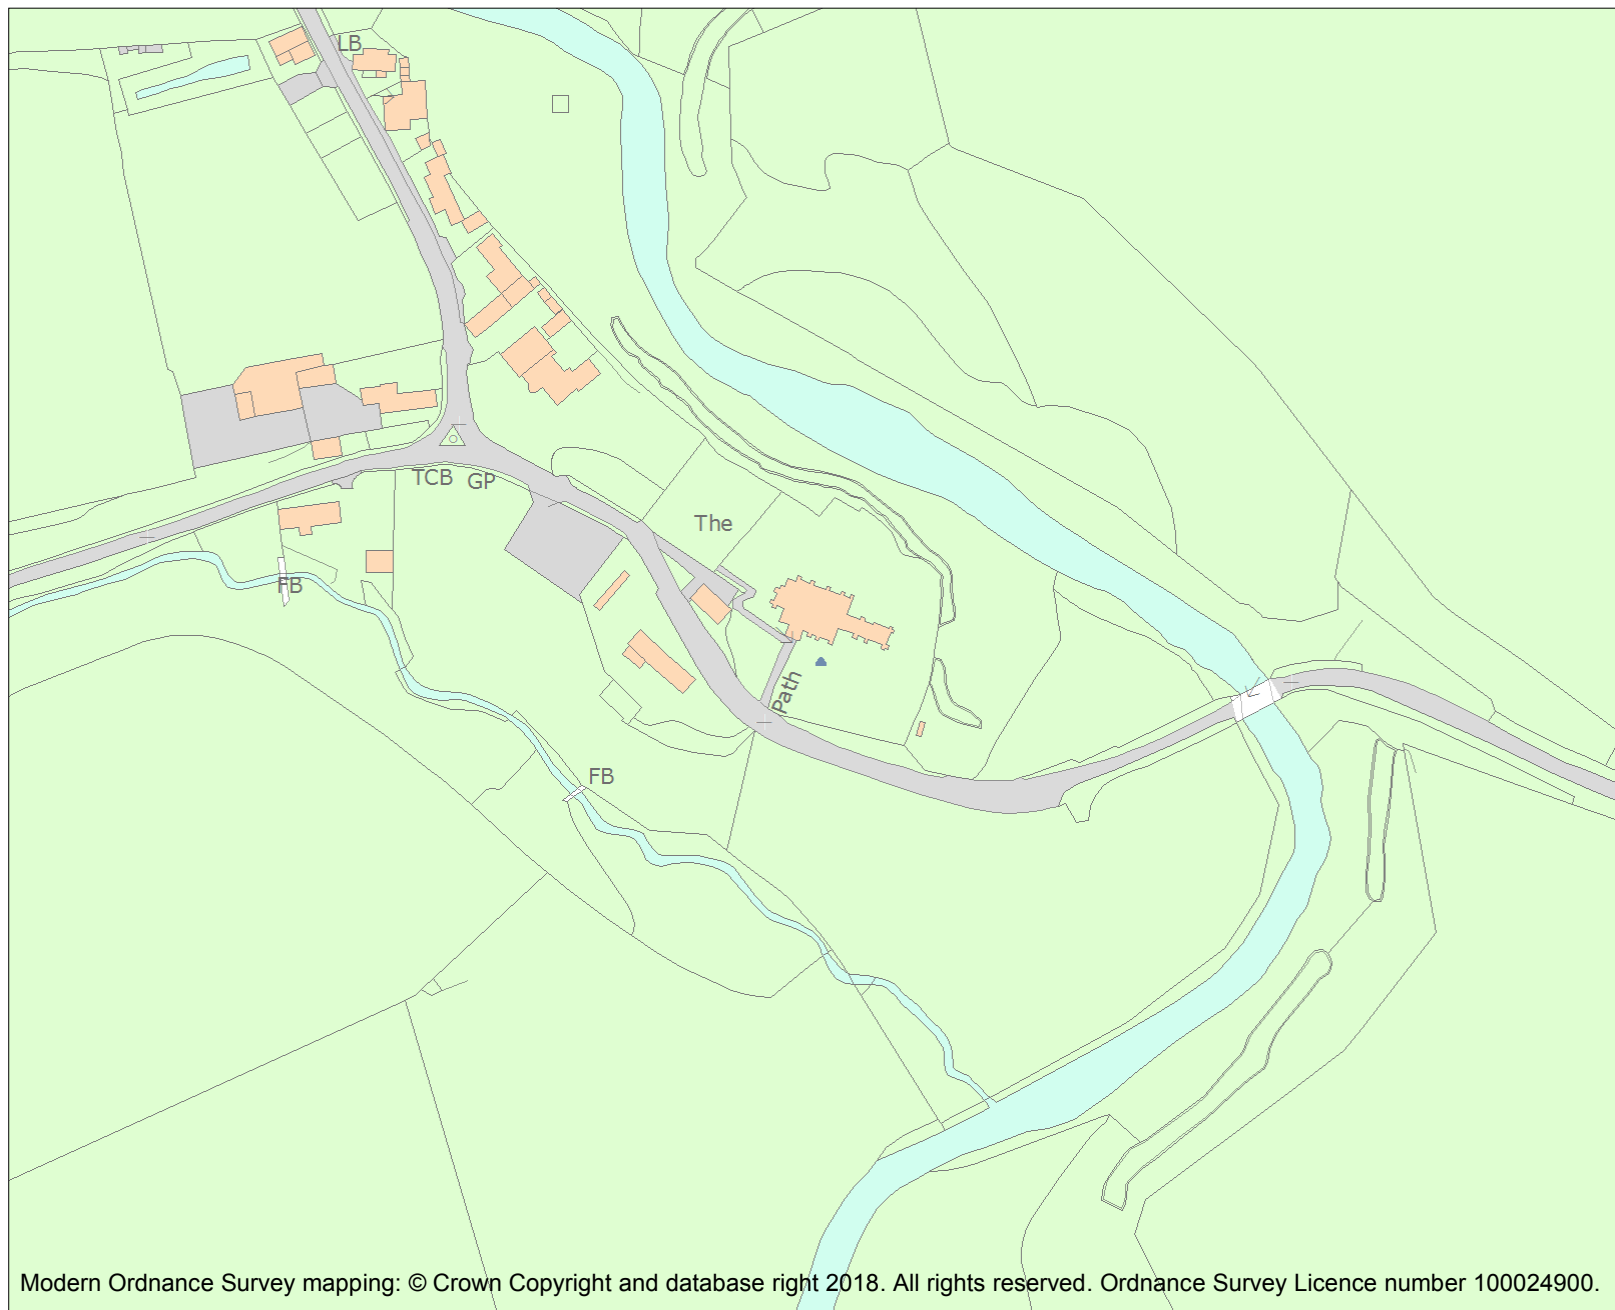 LB
TCB
GP
The
FB
Path
FB
Modern Ordnance Survey mapping: © Crown Copyright and database right 2018. All rights reserved. Ordnance Survey Licence number 100024900.